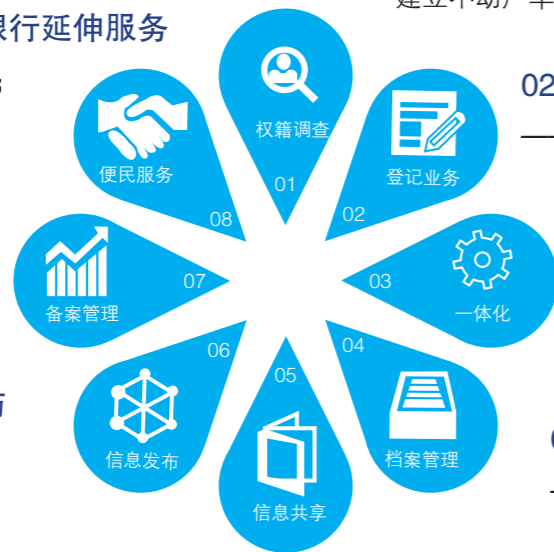 银行延伸服务
02
权籍调查
01
登记业务
02
一体化
03
档案管理
04
信息共享
05
信息发布
06
备案管理
07
便民服务
08